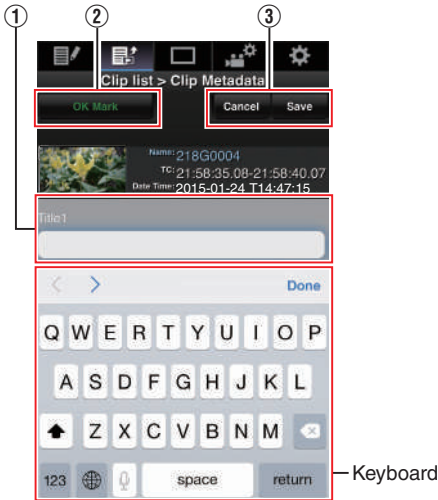 ① ② ③
Clip list > Clip Metadata
OK Mark Cancel Save
Name: 218G0004
TC: 21:58:35.08-21:58:40.07
Date Time: 2015-01-24 T14:47:15
Title1
< > Done
Q W E R T Y U I O P
A S D F G H J K L
Z X C V B N M
123 space return
Keyboard